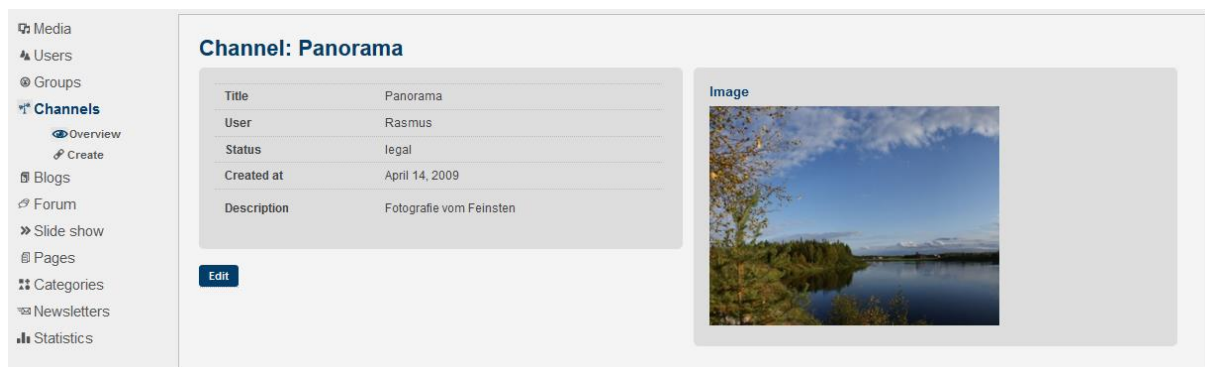 Media
Users
Groups
Channels
Overview
Create
Blogs
Forum
Slide show
Pages
Categories
Newsletters
Statistics
Channel: Panorama
Title Panorama
User Rasmus
Status legal
Created at April 14, 2009
Description Fotografie vom Feinsten
Edit
Image